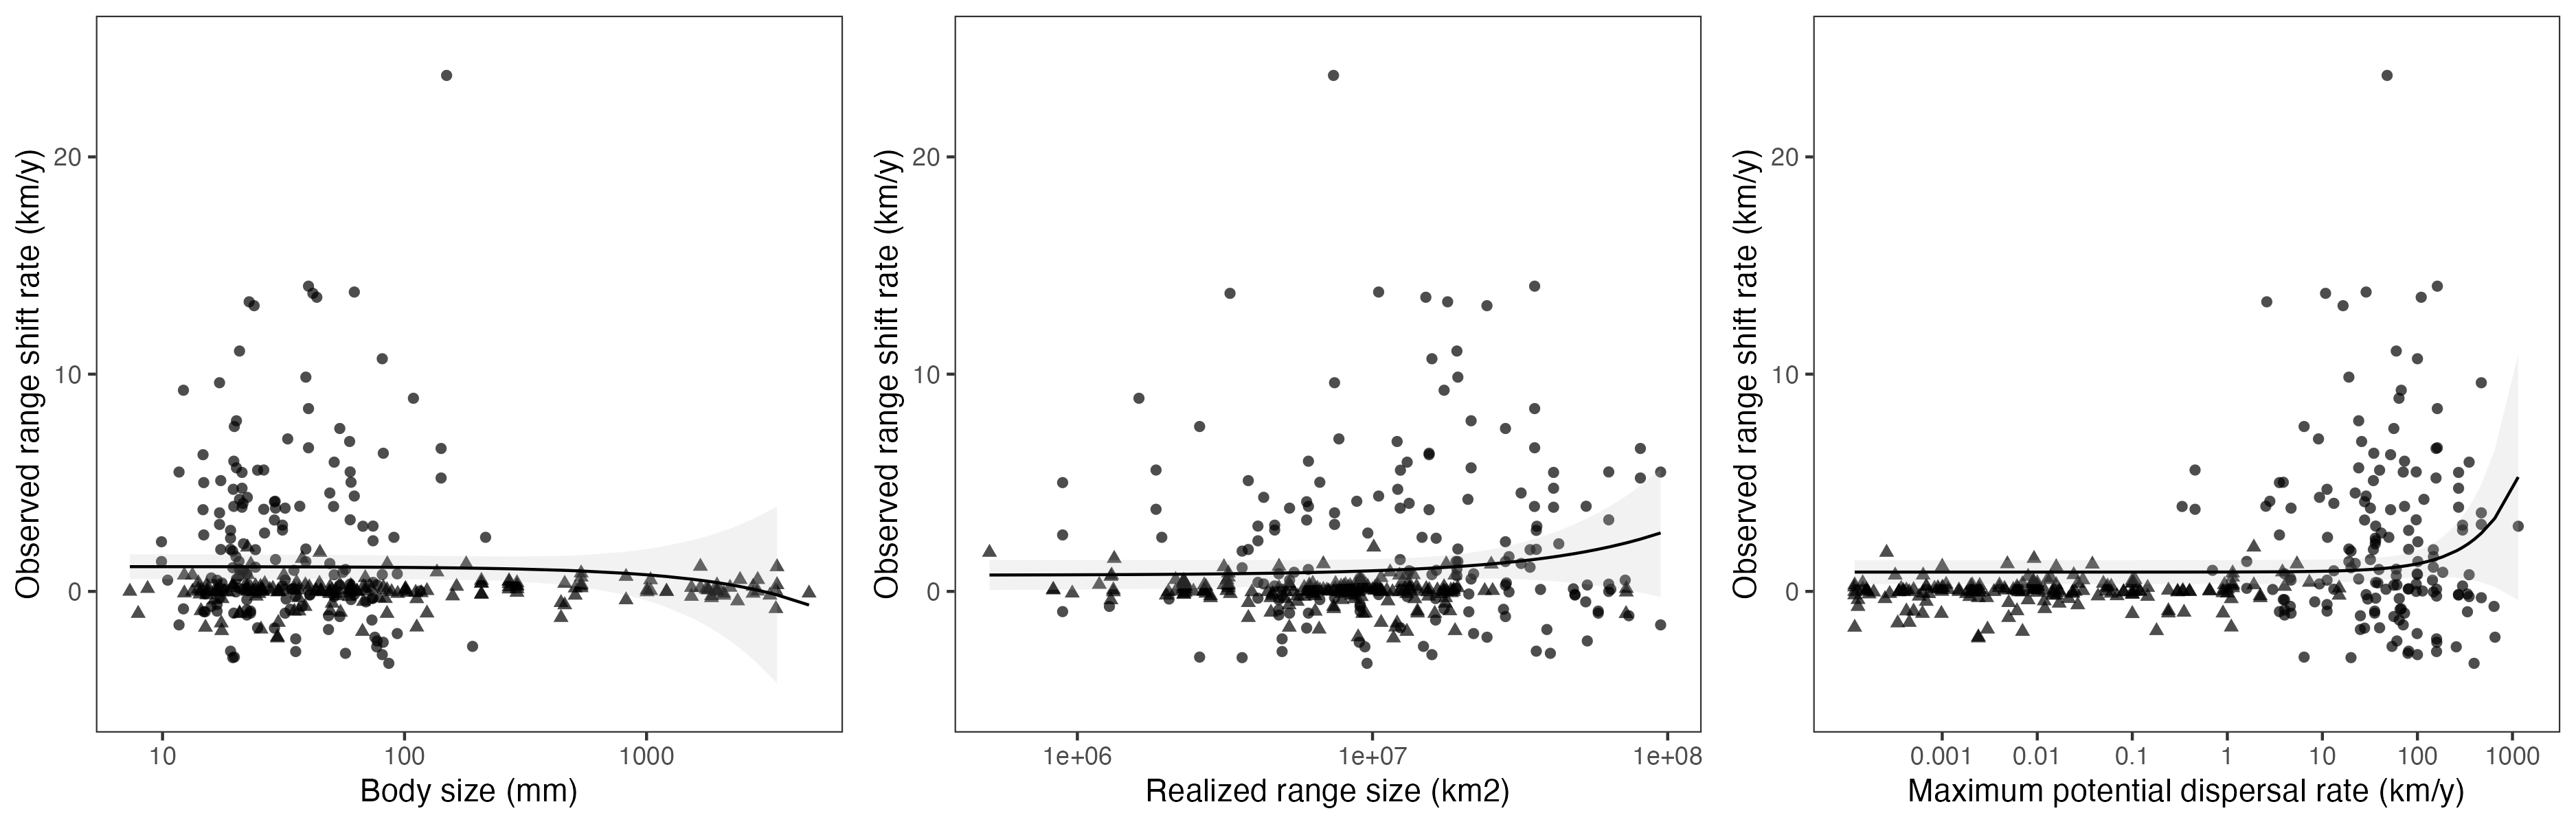 Observed range shift rate (km/y)
20
10
0
10
100
1000
Body size (mm)
Observed range shift rate (km/y)
20
10
0
1e+06
1e+07
1e+08
Realized range size (km2)
Observed range shift rate (km/y)
20
10
0
0.001
0.01
0.1
1
10
100
1000
Maximum potential dispersal rate (km/y)